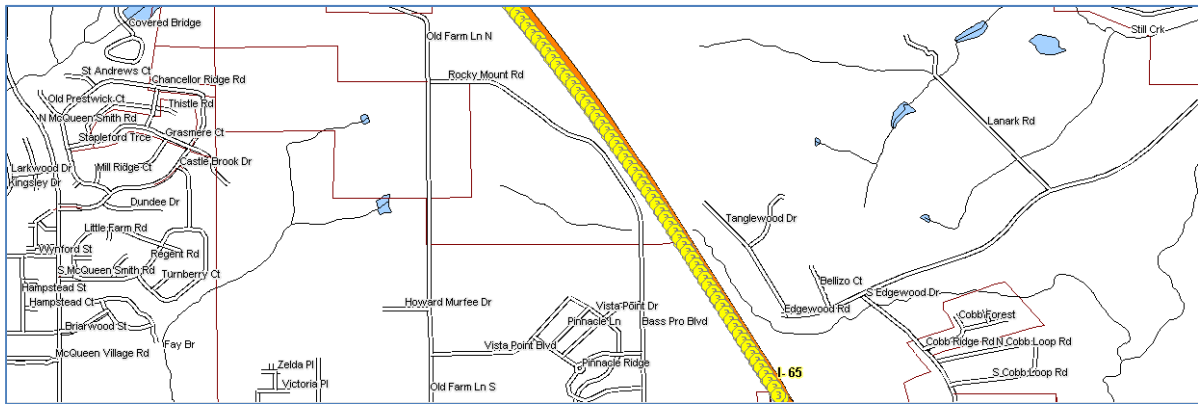 Covered Bridge
Still Crk
Old Farm Ln N
St Andrews Ct
Chancellor Ridge Rd
Rocky Mount Rd
Old Prestwick Ct
Thistle Rd
N McQueen Smith Rd
Lanark Rd
Grasmere Ct
Stapleford Trce
Castle Brook Dr
Larkwood Dr
Mill Ridge Ct
Kingsley Dr
Dundee Dr
Tanglewood Dr
Little Farm Rd
Wynford St
Regent Rd
S McQueen Smith Rd
Turnberry Ct
Bellizo Ct
Hampstead St
S Edgewood Dr
Hampstead Ct
Howard Murfee Dr
Vista Point Dr
Edgewood Rd
Cobb Forest
Briarwood St
Pinnacle Ln
Bass Pro Blvd
Fay Br
Vista Point Blvd
Cobb Ridge Rd
N Cobb Loop Rd
McQueen Village Rd
Zelda Pl
Pinnacle Ridge
I- 65
S Cobb Loop Rd
Victoria Pl
Old Farm Ln S
3